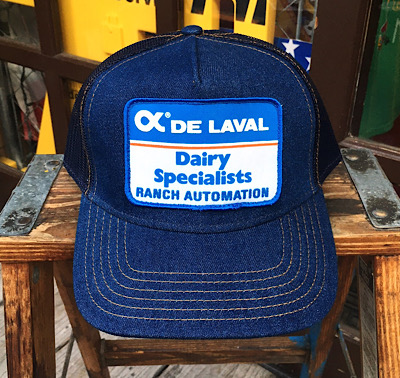 α® DE LAVAL
Dairy
Specialists
RANCH AUTOMATION